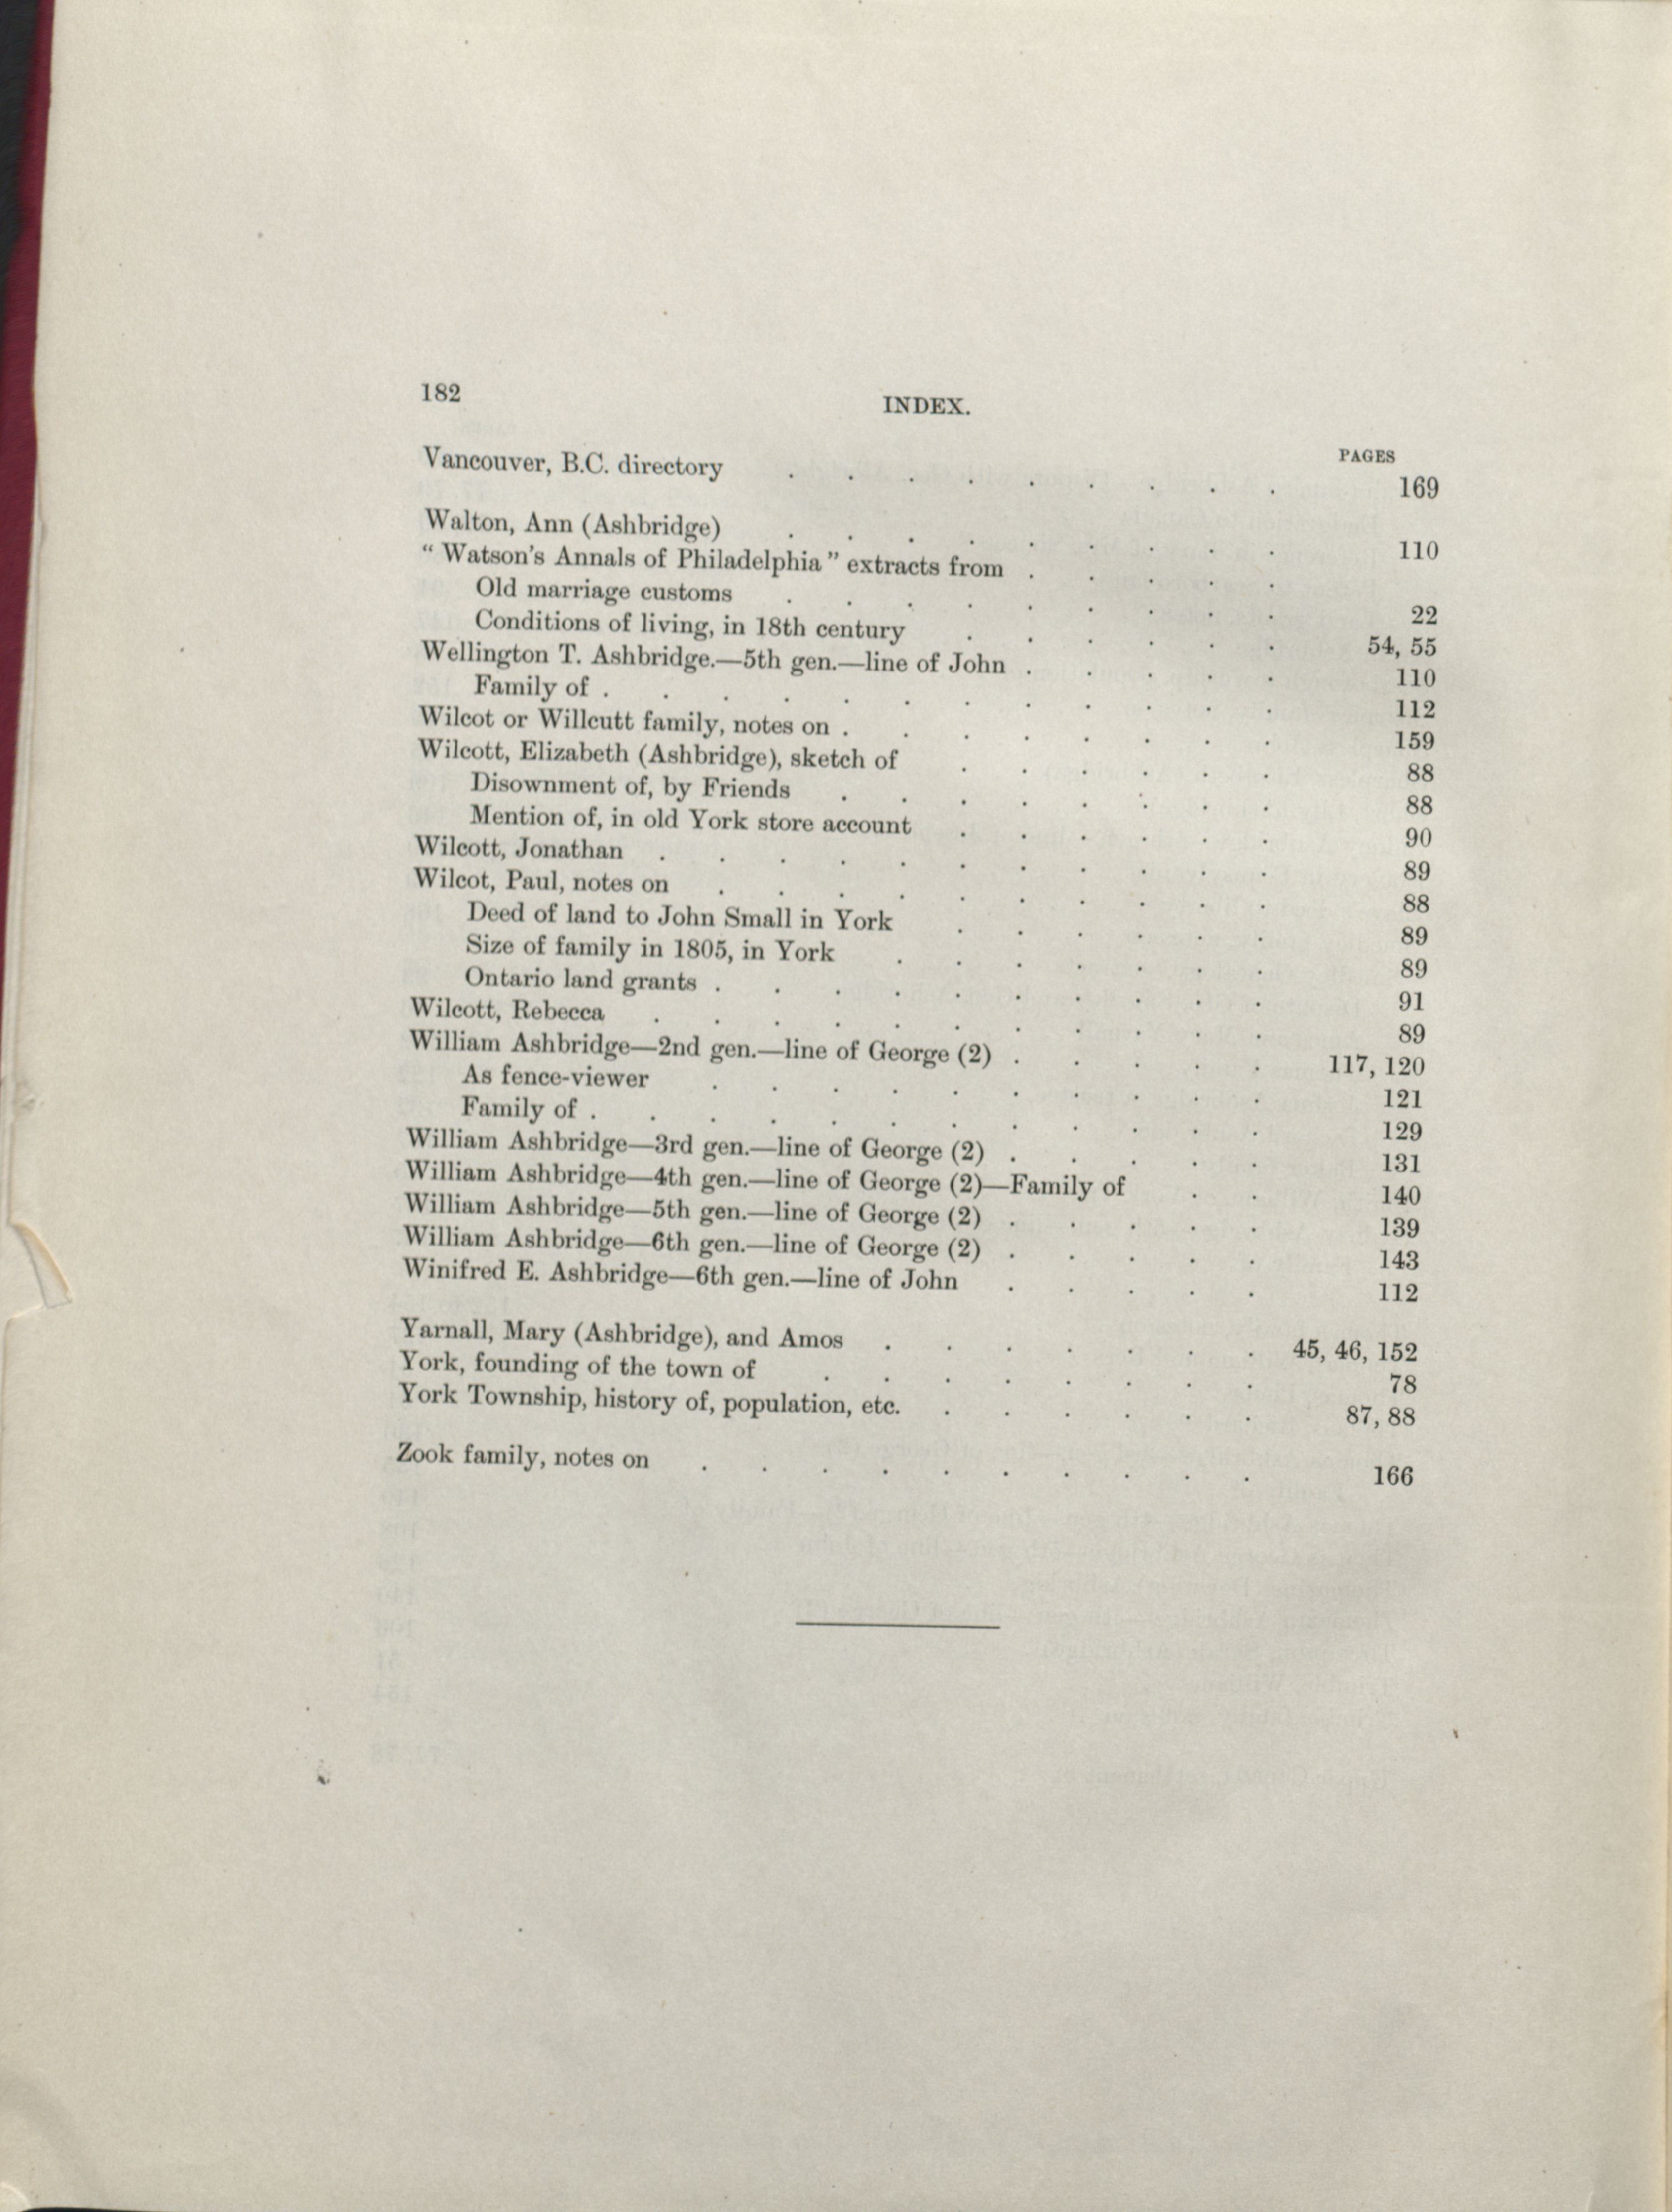 182
INDEX.
PAGES
Vancouver, B.C. directory . . . . . . . . . 169
Walton, Ann (Ashbridge) . . . . . . . . . 110
“ Watson's Annals of Philadelphia ” extracts from . . . . .
Old marriage customs . . . . . . . . . 22
Conditions of living, in 18th century . . . . . . 54, 55
Wellington T. Ashbridge.—5th gen.—line of John . . . . . 110
Family of . . . . . . . . . . . . 112
Wilcot or Willcutt family, notes on . . . . . . . . 159
Wilcott, Elizabeth (Ashbridge), sketch of . . . . . . 88
Disownment of, by Friends . . . . . . . . 88
Mention of, in old York store account . . . . . . 90
Wilcott, Jonathan . . . . . . . . . . . 89
Wilcot, Paul, notes on . . . . . . . . . . 88
Deed of land to John Small in York . . . . . . 89
Size of family in 1805, in York . . . . . . . 89
Ontario land grants . . . . . . . . . . 91
Wilcott, Rebecca . . . . . . . . . . . 89
William Ashbridge—2nd gen.—line of George (2) . . . . . 117, 120
As fence-viewer . . . . . . . . . . 121
Family of . . . . . . . . . . . . 129
William Ashbridge—3rd gen.—line of George (2) . . . . . 131
William Ashbridge—4th gen.—line of George (2)—Family of . . 140
William Ashbridge—5th gen.—line of George (2) . . . . . 139
William Ashbridge—6th gen.—line of George (2) . . . . . 143
Winifred E. Ashbridge—6th gen.—line of John . . . . . 112
Yarnall, Mary (Ashbridge), and Amos . . . . . . . 45, 46, 152
York, founding of the town of . . . . . . . . 78
York Township, history of, population, etc. . . . . . . 87, 88
Zook family, notes on . . . . . . . . . . 166